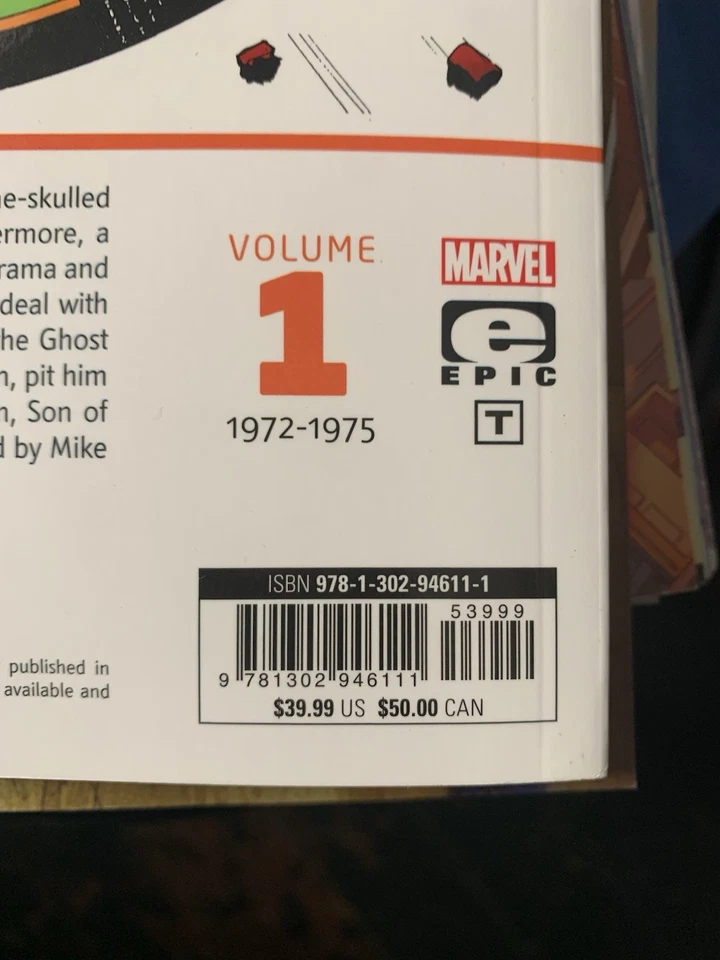 e-skulled
ermore, a
rama and
deal with
he Ghost
n, pit him
n, Son of
d by Mike
VOLUME
1
1972-1975
MARVEL
e
EPIC
T
published in
available and
ISBN 978-1-302-94611-1
53999
9 781302 946111
$39.99 US $50.00 CAN